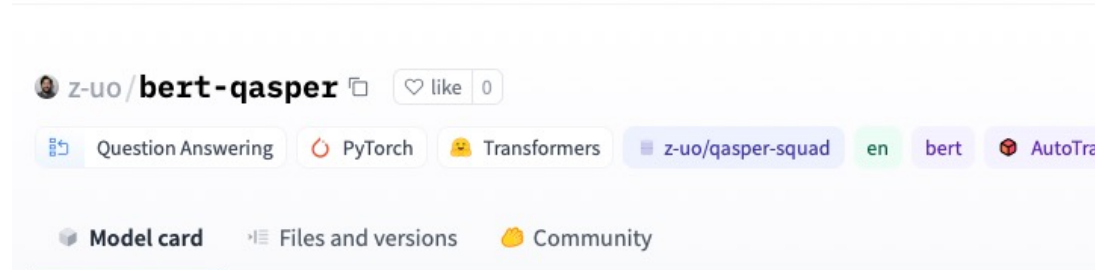 z-uo/bert-qasper like 0
Question Answering PyTorch Transformers z-uo/qasper-squad en bert AutoTra
Model card Files and versions Community